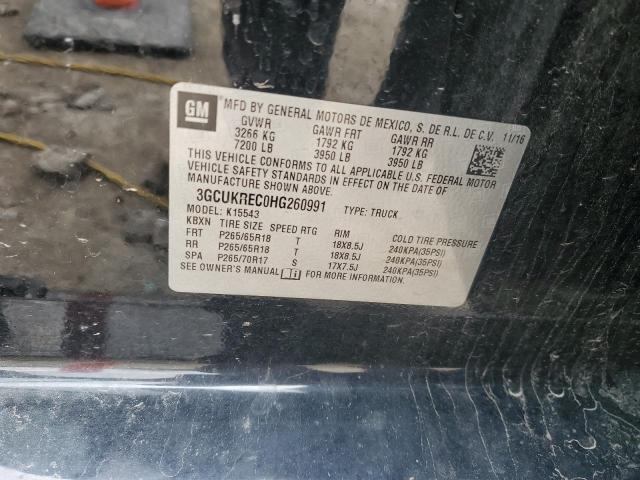 GM
MFD BY GENERAL MOTORS DE MEXICO, S. DE R.L. DE C.V. 11/16
GVWR GAWR FRT GAWR RR
3266 KG 1792 KG 1792 KG
7200 LB 3950 LB 3950 LB
THIS VEHICLE CONFORMS TO ALL APPLICABLE U.S. FEDERAL MOTOR
VEHICLE SAFETY STANDARDS IN EFFECT ON THE DATE OF
MANUFACTURE SHOWN ABOVE.
3GCUKREC0HG260991 TYPE: TRUCK
MODEL: K15543
KBXN TIRE SIZE SPEED RTG RIM COLD TIRE PRESSURE
FRT P265/65R18 T 18X8.5J 240KPA(35PSI)
RR P265/65R18 T 18X8.5J 240KPA(35PSI)
SPA P265/70R17 S 17X7.5J 240KPA(35PSI)
SEE OWNER'S MANUAL FOR MORE INFORMATION.